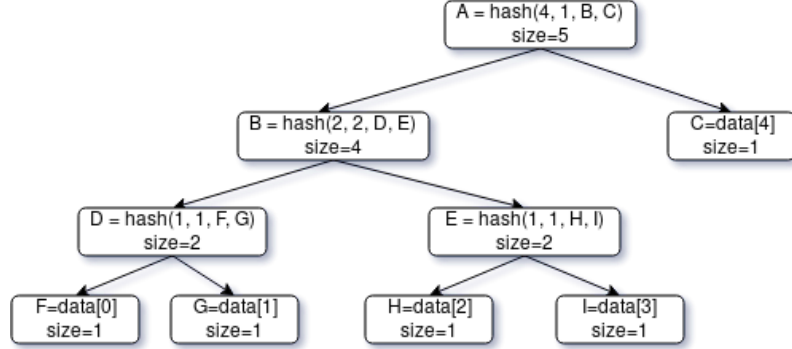 A = hash(4, 1, B, C)
size=5
B = hash(2, 2, D, E)
size=4
C=data[4]
size=1
D = hash(1, 1, F, G)
size=2
E = hash(1, 1, H, I)
size=2
F=data[0]
size=1
G=data[1]
size=1
H=data[2]
size=1
I=data[3]
size=1